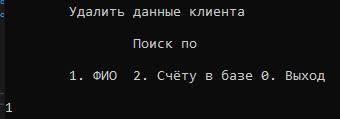 Удалить данные клиента
Поиск по
1. ФИО 2. Счёту в базе 0. Выход
1